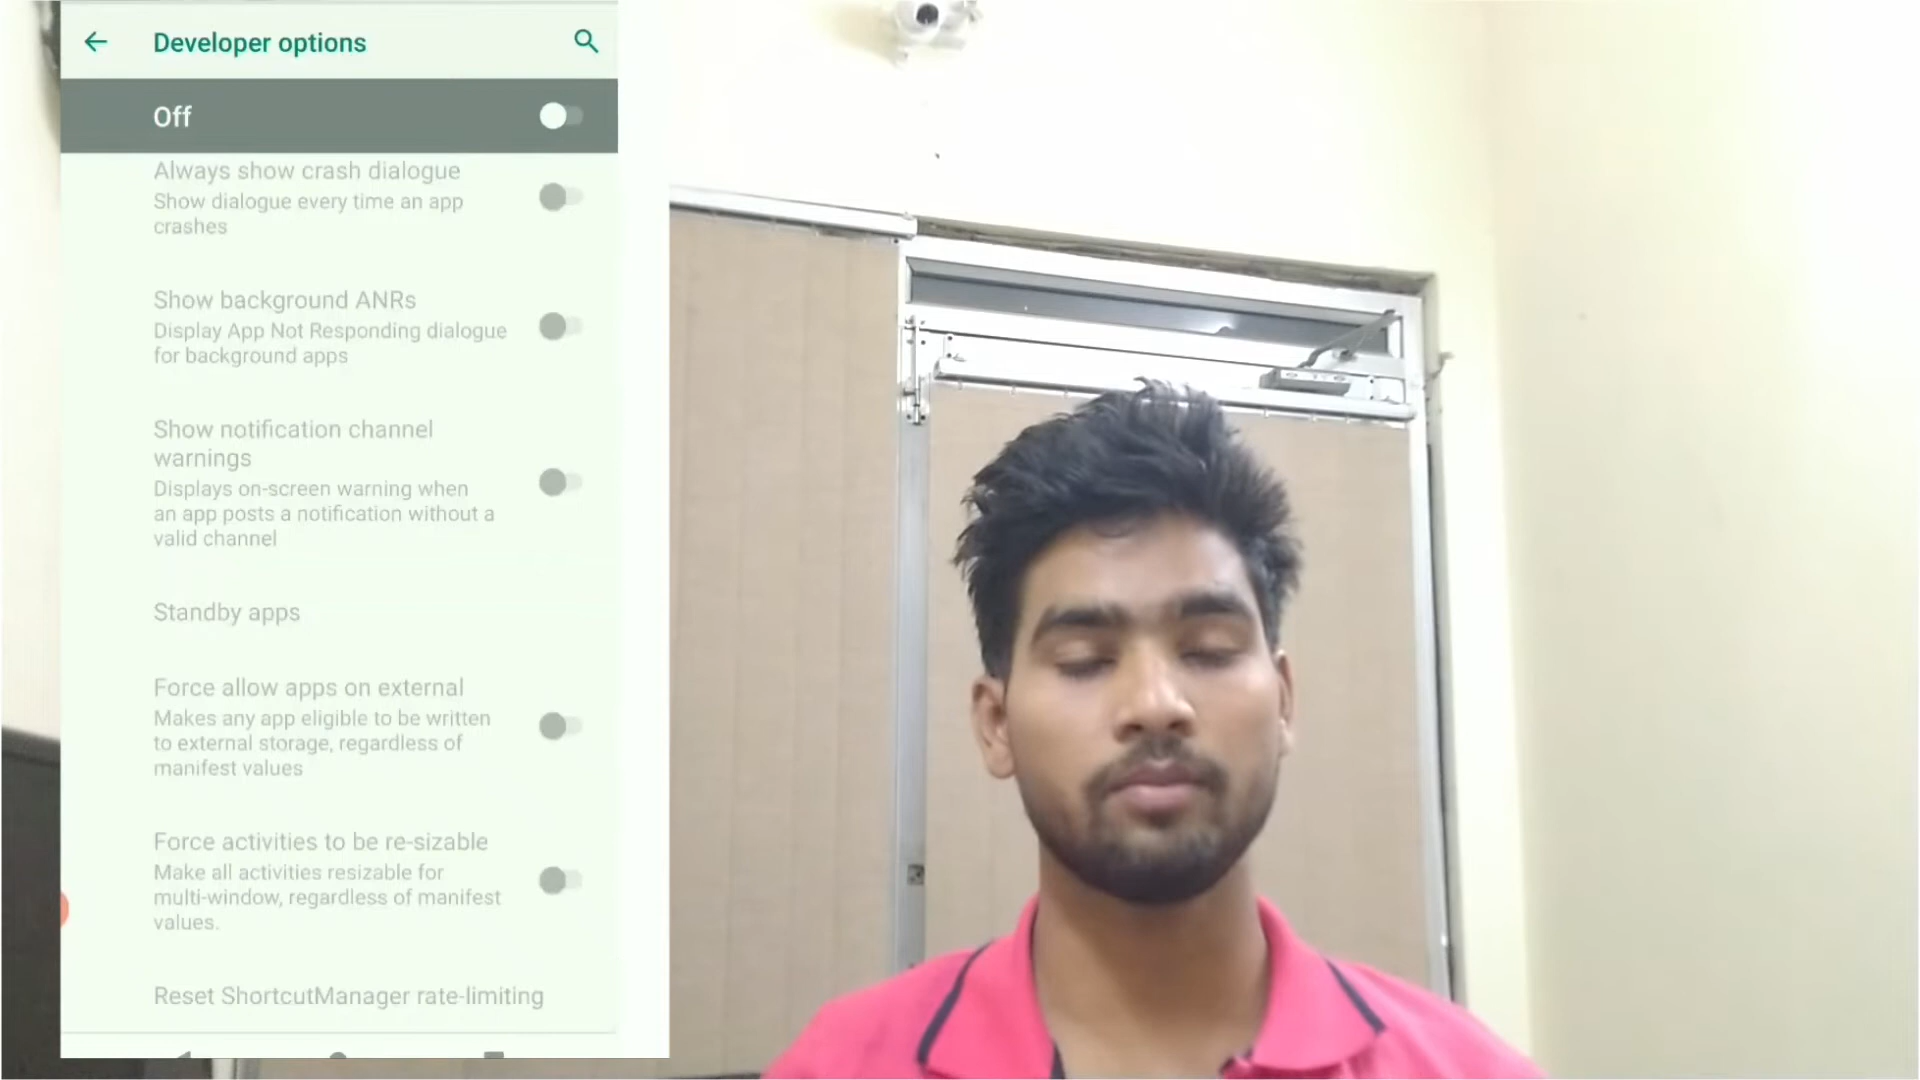 Developer options
Off
Always show crash dialogue
Show dialogue every time an app
crashes
Show background ANRs
Display App Not Responding dialogue
for background apps
Show notification channel
warnings
Displays on-screen warning when
an app posts a notification without a
valid channel
Standby apps
Force allow apps on external
Makes any app eligible to be written
to external storage, regardless of
manifest values
Force activities to be re-sizable
Make all activities resizable for
multi-window, regardless of manifest
values.
Reset ShortcutManager rate-limiting